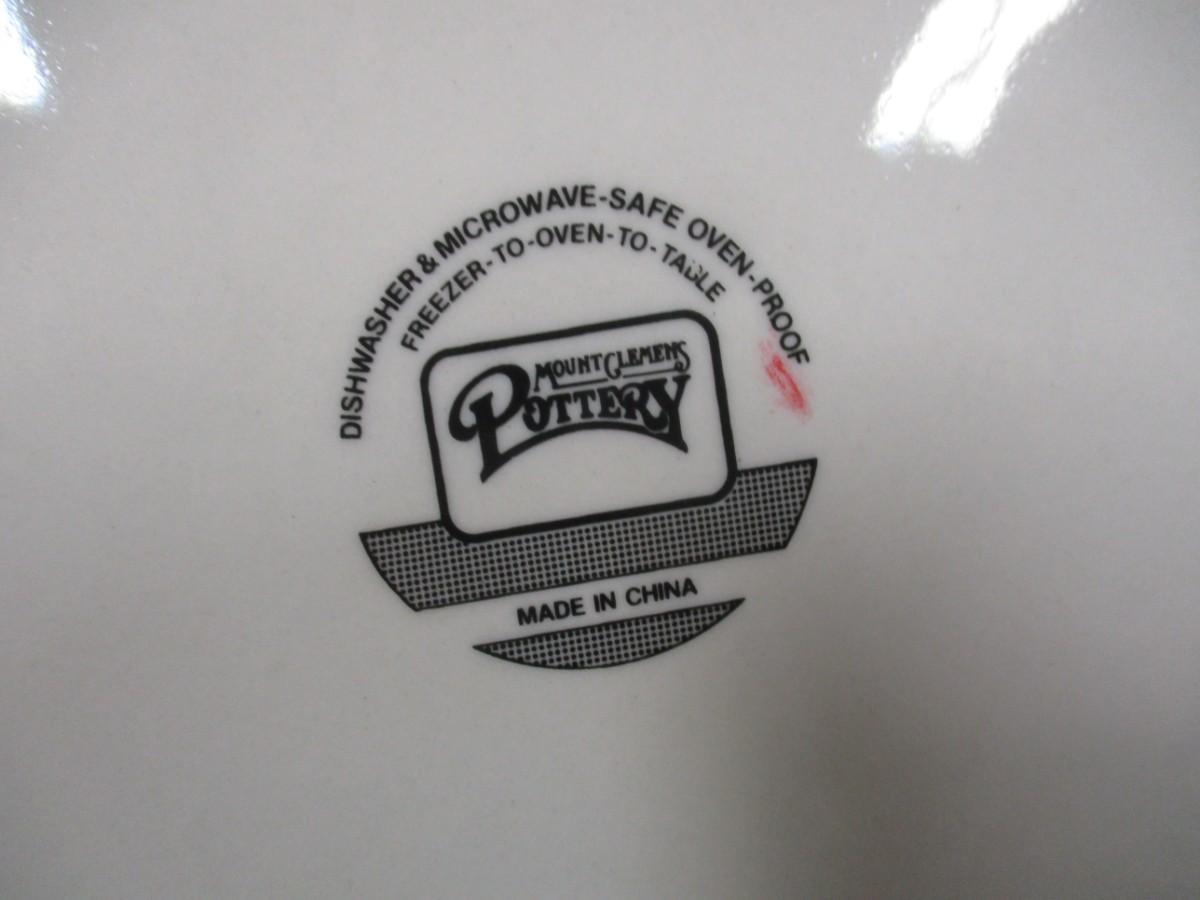 DISHWASHER & MICROWAVE-SAFE OVEN-PROOF
FREEZER-TO-OVEN-TO-TABLE
MOUNT CLEMENS
POTTERY
MADE IN CHINA